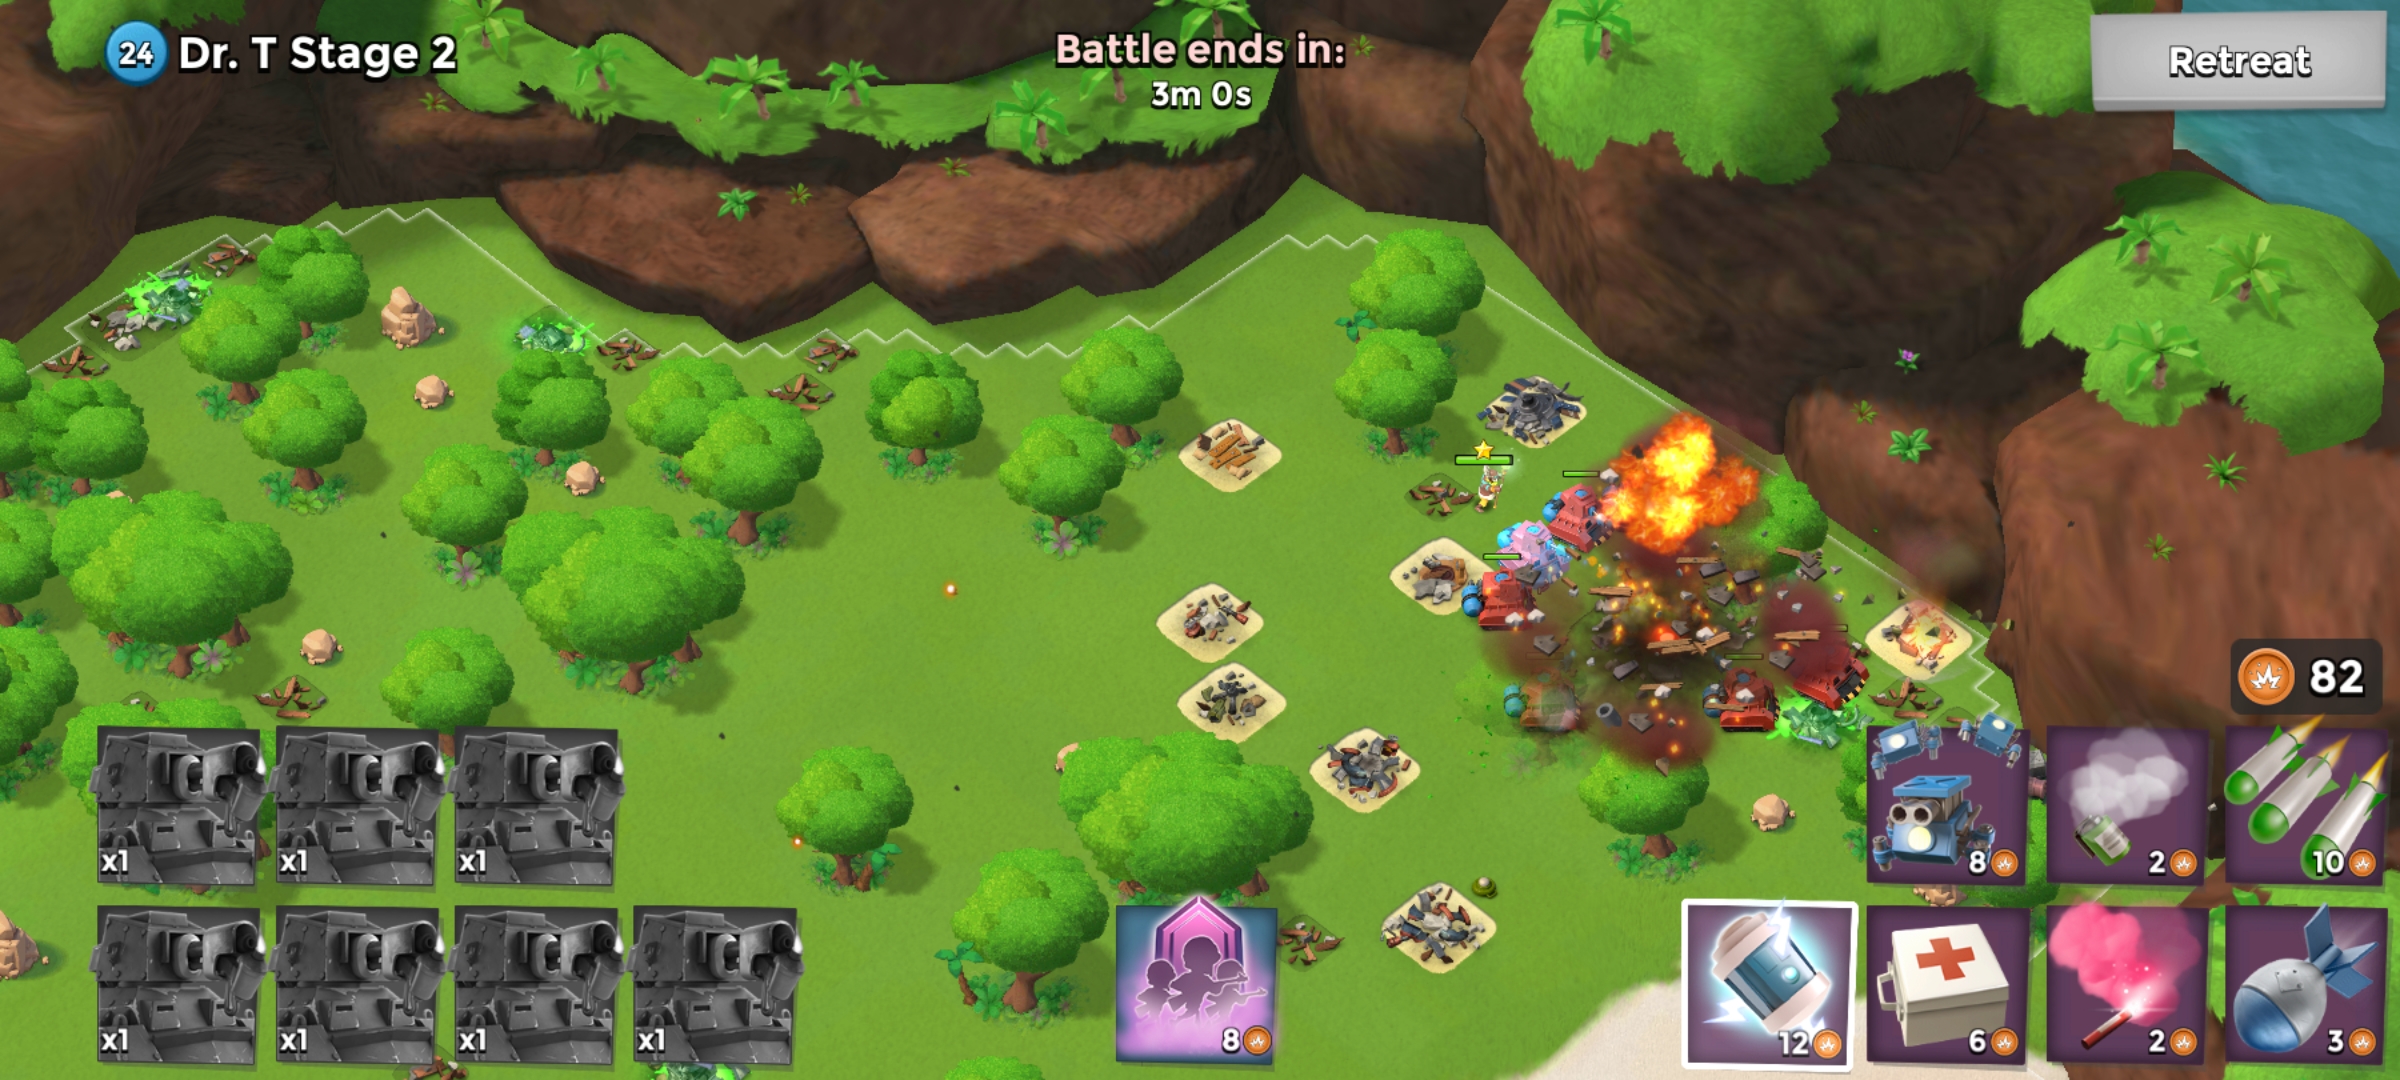 24 Dr. T Stage 2
Battle ends in:
3m 0s
Retreat
82
x1 x1 x1
8 2 10
x1 x1 x1 x1
8
12 6 2 3